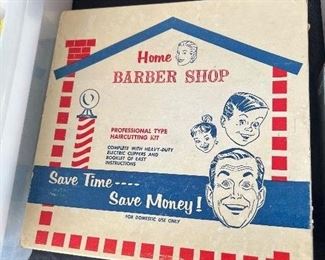 Home
BARBER SHOP
PROFESSIONAL TYPE
HAIRCUTTING KIT
COMPLETE WITH HEAVY-DUTY
ELECTRIC CLIPPERS AND
BOOKLET OF EASY
INSTRUCTIONS
Save Time----
Save Money!
FOR DOMESTIC USE ONLY